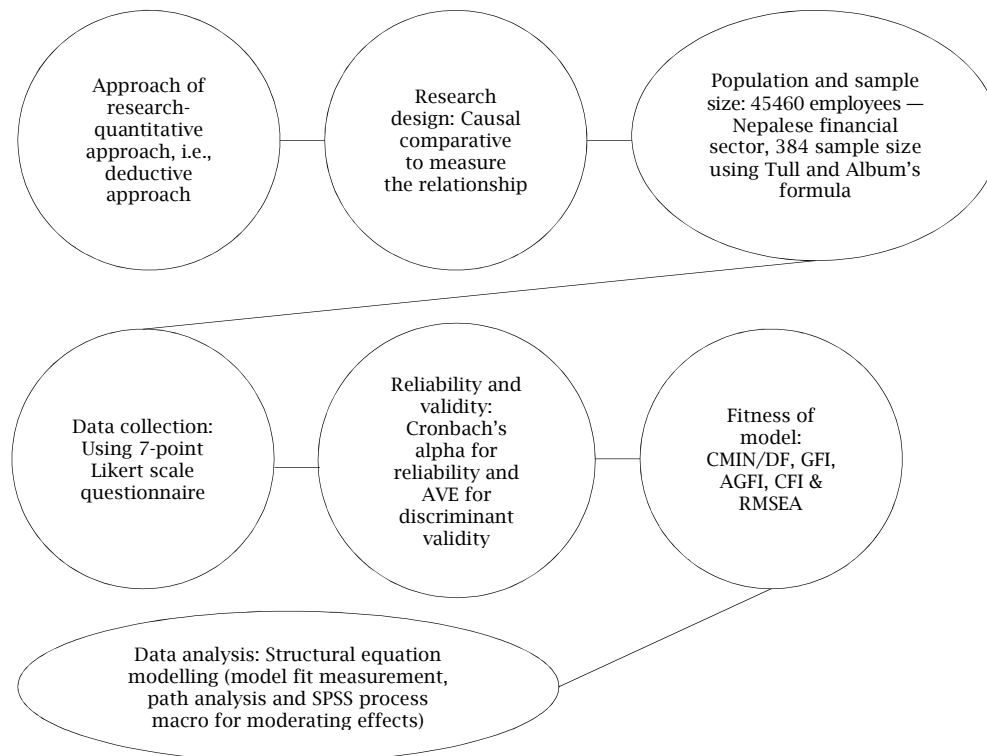 Approach of
research-
quantitative
approach, i.e.,
deductive
approach
Research
design: Causal
comparative
to measure
the relationship
Population and sample
size: 45460 employees —
Nepalese financial
sector, 384 sample size
using Tull and Album's
formula
Data collection:
Using 7-point
Likert scale
questionnaire
Reliability and
validity:
Cronbach's
alpha for
reliability and
AVE for
discriminant
validity
Fitness of
model:
CMIN/DF, GFI,
AGFI, CFI &
RMSEA
Data analysis: Structural equation
modelling (model fit measurement,
path analysis and SPSS process
macro for moderating effects)